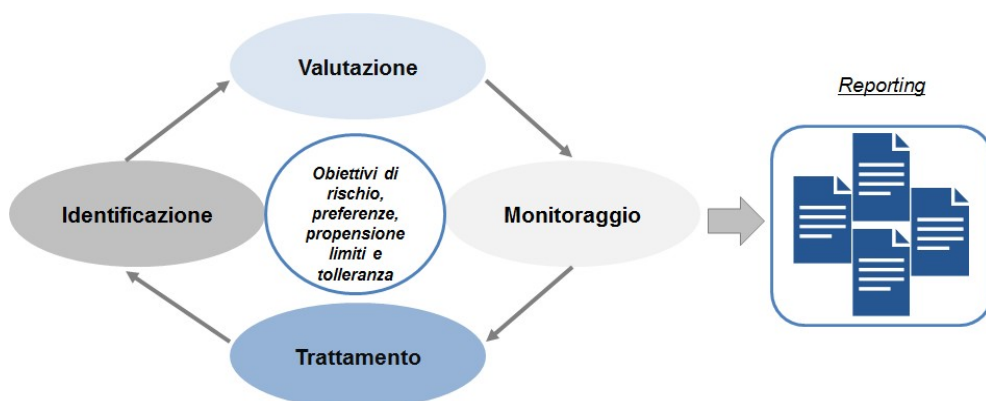 Valutazione
Reporting
Identificazione
Obiettivi di
rischio,
preferenze,
propensione
limiti e
tolleranza
Monitoraggio
Trattamento